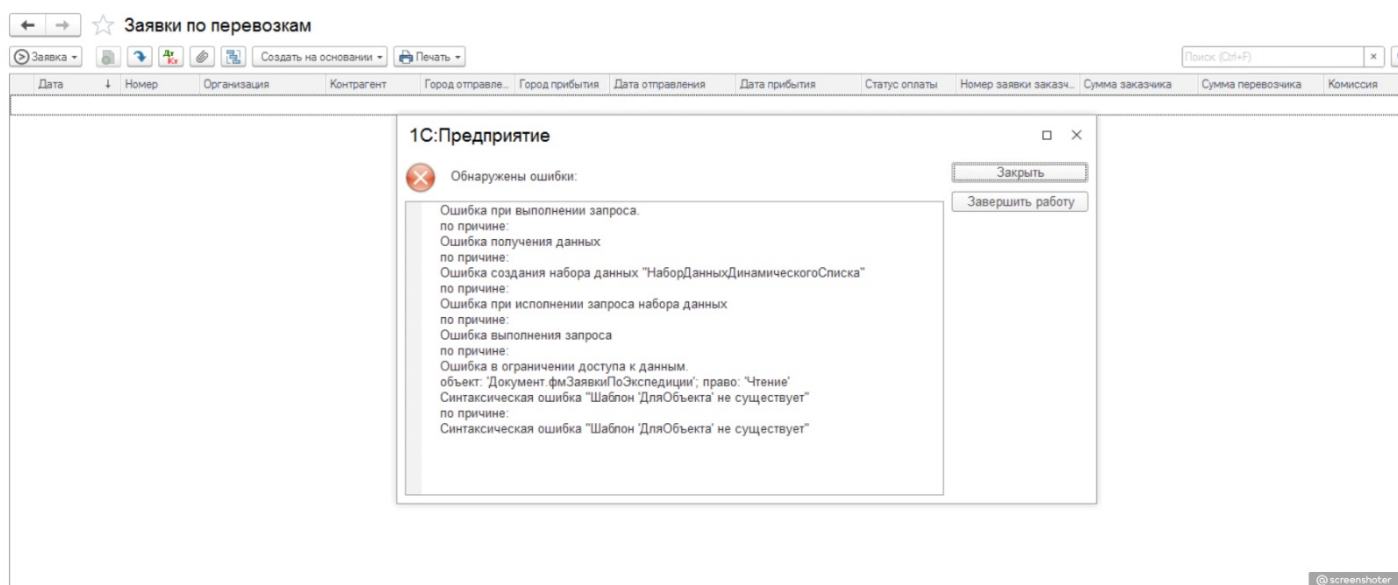 Заявки по перевозкам
Заявка
Дт Кт
Создать на основании
Печать
Поиск (Ctrl+F)
×
Дата ↓ Номер Организация Контрагент Город отправле... Город прибытия Дата отправления Дата прибытия Статус оплаты Номер заявки заказч... Сумма заказчика Сумма перевозчика Комиссия
1С:Предприятие
Обнаружены ошибки:
Закрыть
Завершить работу
Ошибка при выполнении запроса.
по причине:
Ошибка получения данных
по причине:
Ошибка создания набора данных "НаборДанныхДинамическогоСписка"
по причине:
Ошибка при исполнении запроса набора данных
по причине:
Ошибка выполнения запроса
по причине:
Ошибка в ограничении доступа к данным.
объект: 'Документ.фмЗаявкиПоЭкспедиции'; право: 'Чтение'
Синтаксическая ошибка "Шаблон 'ДляОбъекта' не существует"
по причине:
Синтаксическая ошибка "Шаблон 'ДляОбъекта' не существует"
@screenshoter